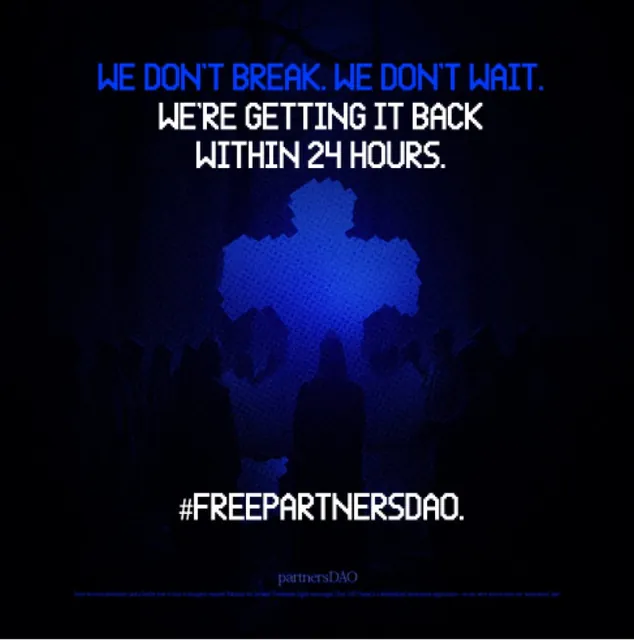 WE DON'T BREAK. WE DON'T WAIT.
WE'RE GETTING IT BACK
WITHIN 24 HOURS.
#FREEPARTNERSDAO.
partnersDAO